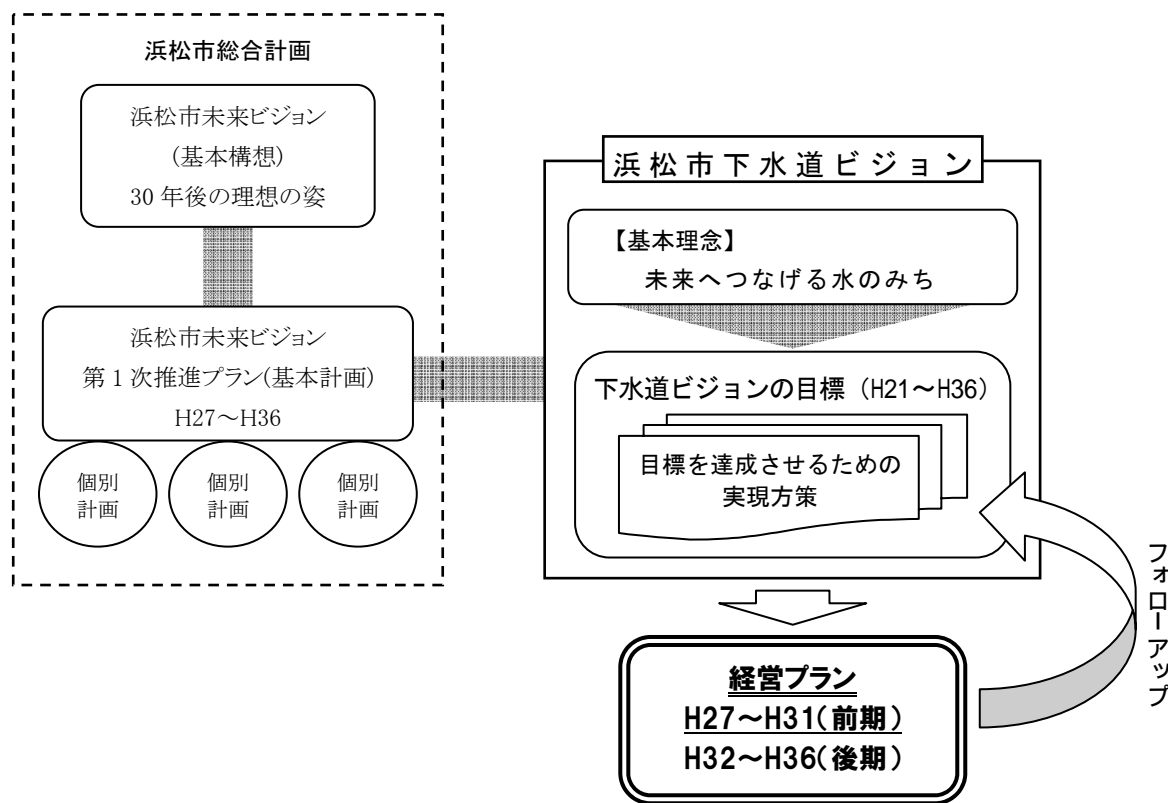 浜松市総合計画
浜松市未来ビジョン
(基本構想)
30年後の理想の姿
浜松市未来ビジョン
第1次推進プラン(基本計画)
H27～H36
個別
計画
個別
計画
個別
計画
浜松市下水道ビジョン
【基本理念】
未来へつなげる水のみち
下水道ビジョンの目標（H21～H36）
目標を達成させるための
実現方策
経営プラン
H27～H31(前期)
H32～H36(後期)
フォローアップ